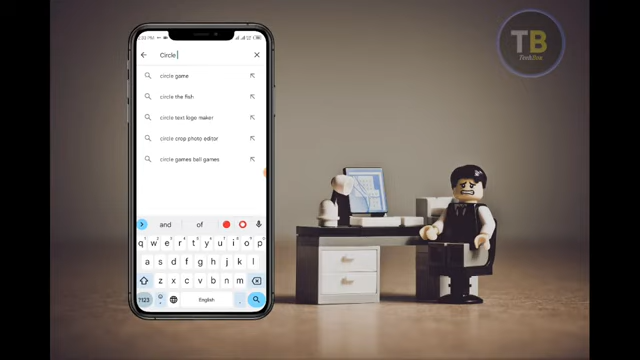 Circle
circle game
circle the fish
circle text logo maker
circle crop photo editor
circle games ball games
and of
q w e r t y u i o p
a s d f g h j k l
z x c v b n m
?123 English .
TB
TechBox